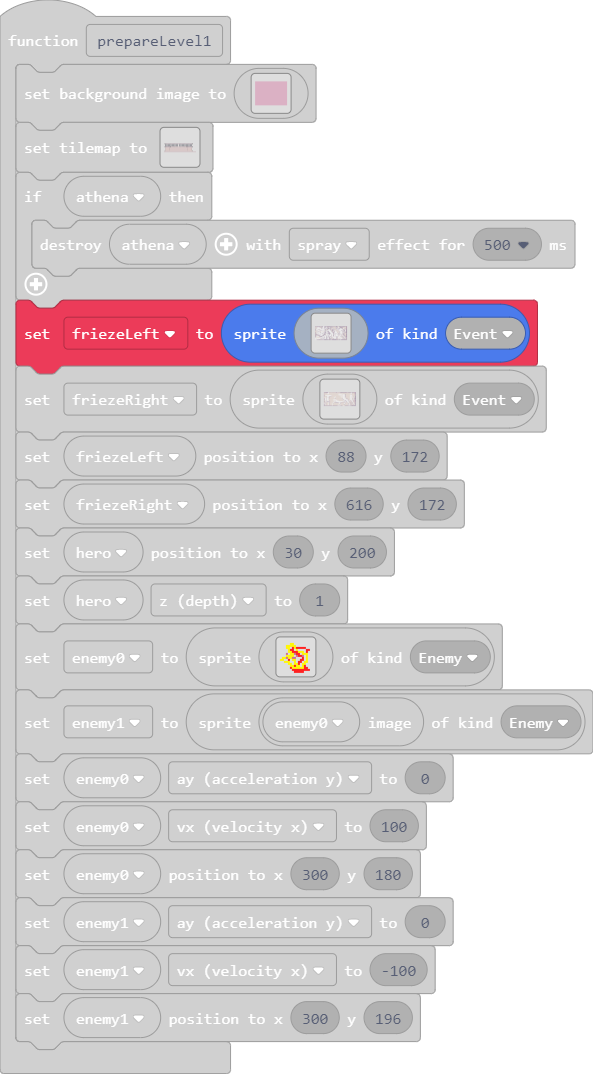 function prepareLevel1
set background image to
set tilemap to
if athena then
destroy athena with spray effect for 500 ms
set friezeLeft to sprite of kind Event
set friezeRight to sprite of kind Event
set friezeLeft position to x 88 y 172
set friezeRight position to x 616 y 172
set hero position to x 30 y 200
set hero z (depth) to 1
set enemy0 to sprite of kind Enemy
set enemy1 to sprite enemy0 image of kind Enemy
set enemy0 ay (acceleration y) to 0
set enemy0 vx (velocity x) to 100
set enemy0 position to x 300 y 180
set enemy1 ay (acceleration y) to 0
set enemy1 vx (velocity x) to -100
set enemy1 position to x 300 y 196